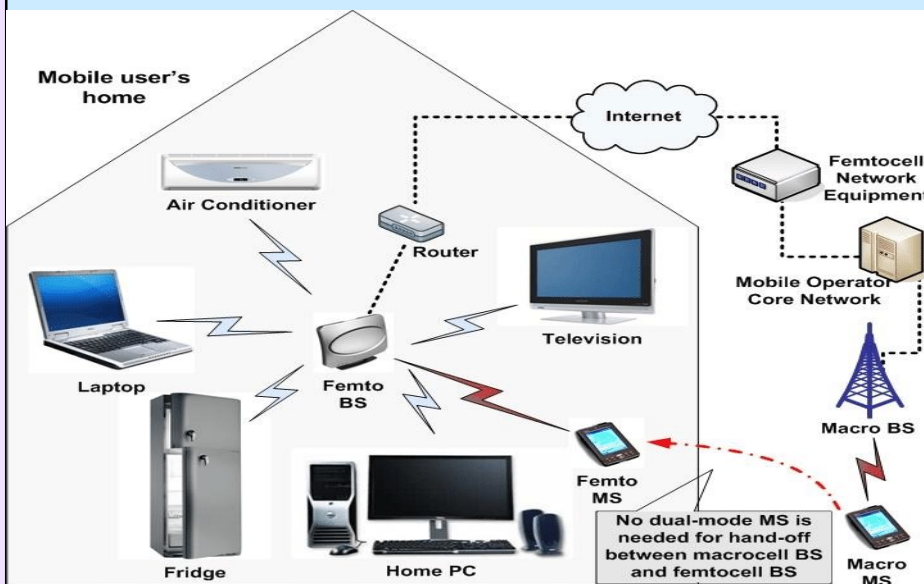 Mobile user's
home
Internet
Femtocell
Network
Equipment
Air Conditioner
Router
Mobile Operator
Core Network
Television
Laptop
Femto
BS
Macro BS
Femto
MS
No dual-mode MS is
needed for hand-off
between macrocell BS
and femtocell BS
Fridge
Home PC
Macro
MS